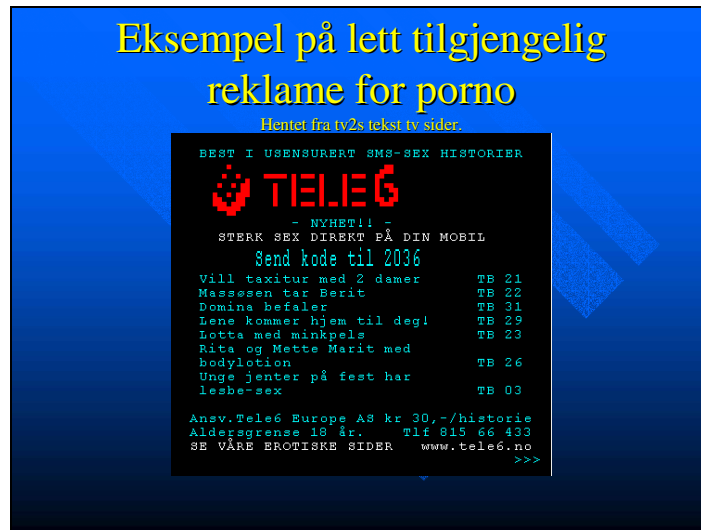 Eksempel på lett tilgjengelig
reklame for porno
Hentet fra tv2s tekst tv sider.
BEST I USENSURERT SMS-SEX HISTORIER
TELE6
- NYHET!! -
STERK SEX DIREKT PÅ DIN MOBIL
Send kode til 2036
Vill taxitur med 2 damer TB 21
Massøsen tar Berit TB 22
Domina befaler TB 31
Lene kommer hjem til deg! TB 29
Lotta med minkpels TB 23
Rita og Mette Marit med
bodylotion TB 26
Unge jenter på fest har
lesbe-sex TB 03
Ansv.Tele6 Europe AS kr 30,-/historie
Aldersgrense 18 år. Tlf 815 66 433
SE VÅRE EROTISKE SIDER www.tele6.no
>>>